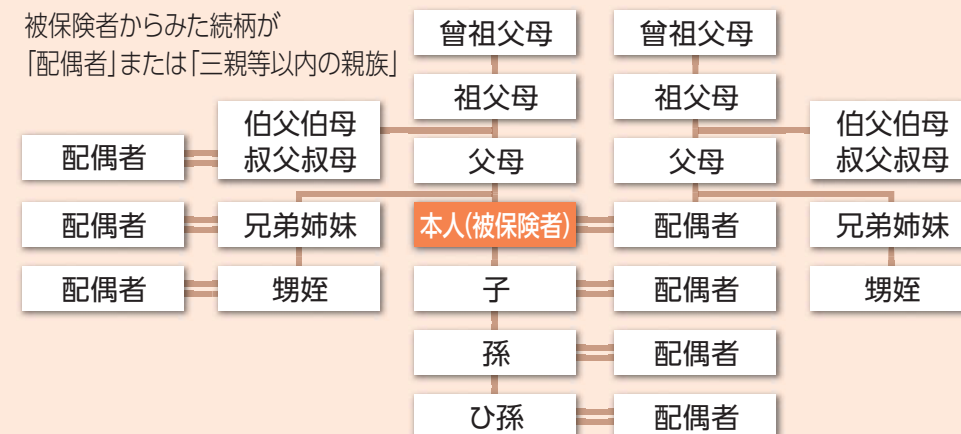 被保険者からみた続柄が
「配偶者」または「三親等以内の親族」
曾祖父母
曾祖父母
祖父母
祖父母
配偶者
伯父伯母
叔父叔母
父母
父母
伯父伯母
叔父叔母
配偶者
兄弟姉妹
本人(被保険者)
配偶者
兄弟姉妹
配偶者
甥姪
子
配偶者
甥姪
孫
配偶者
ひ孫
配偶者